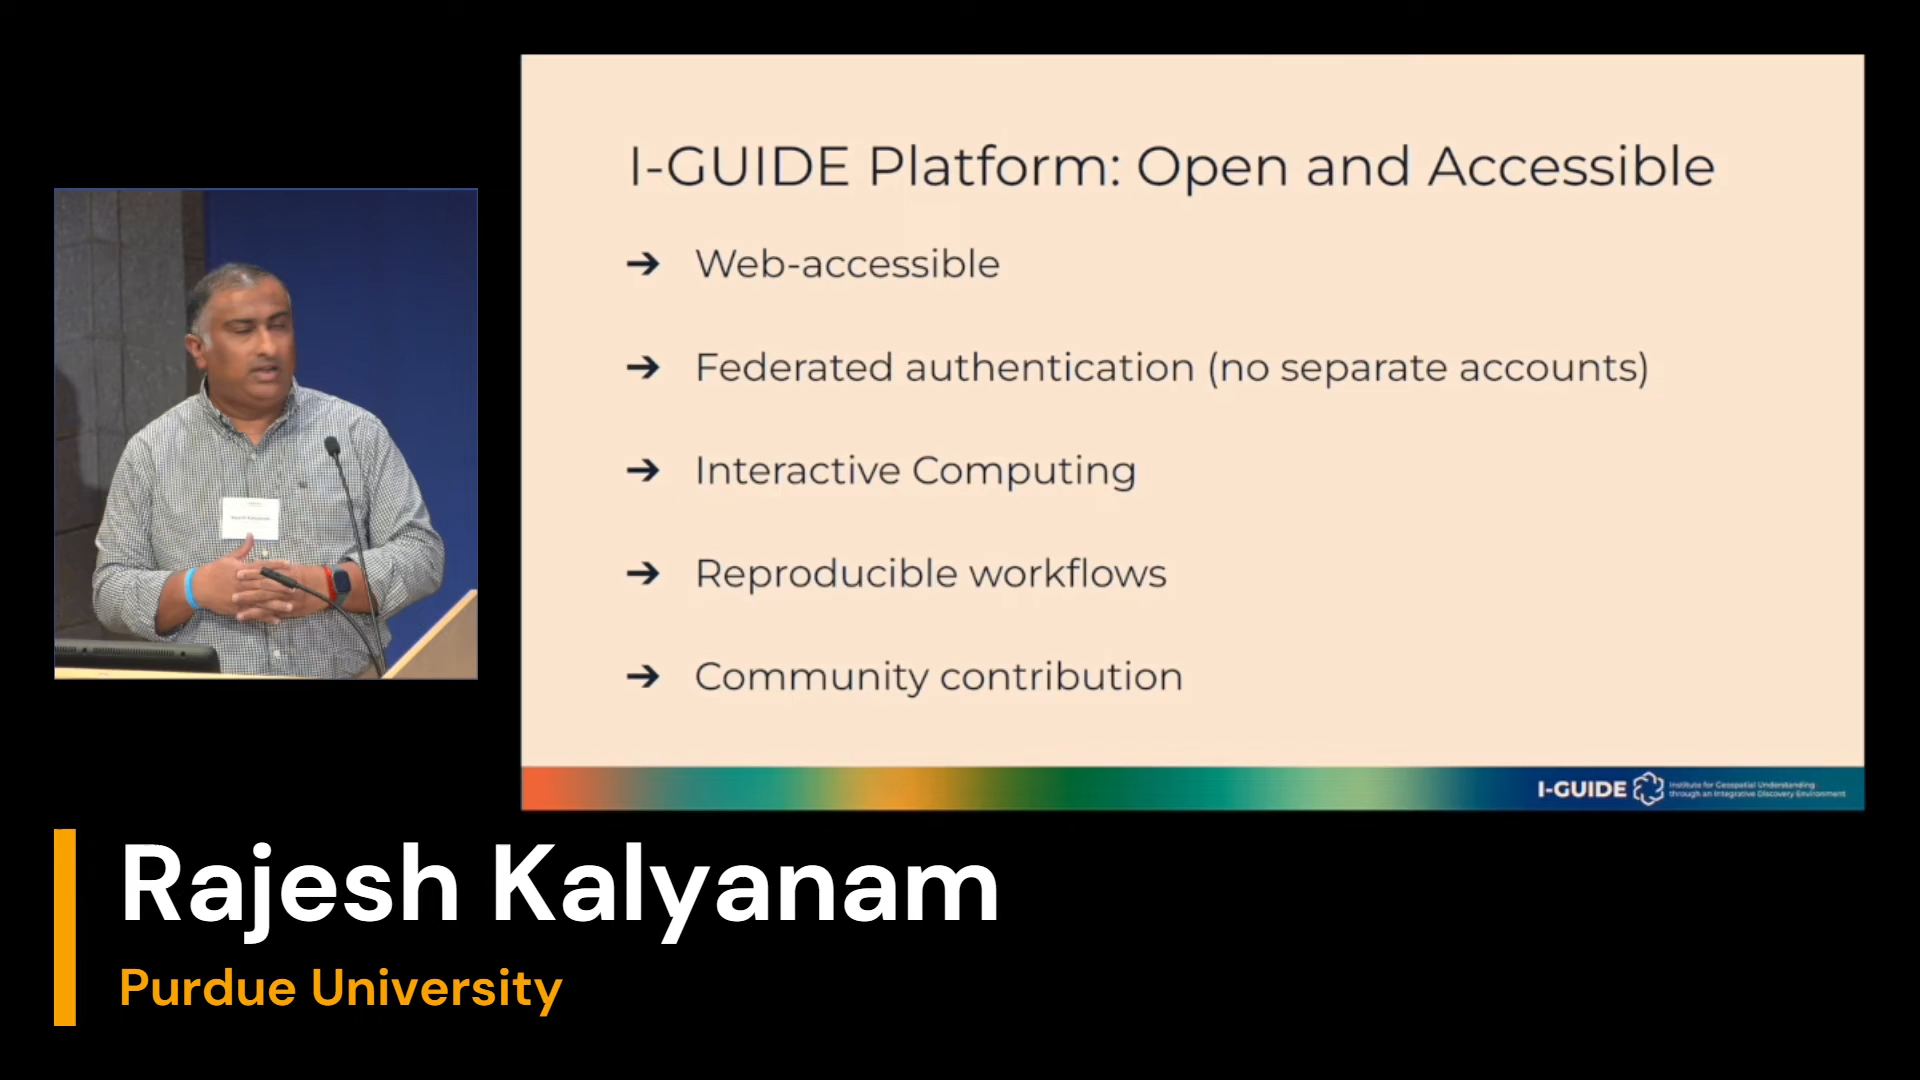 I-GUIDE Platform: Open and Accessible
➔ Web-accessible
➔ Federated authentication (no separate accounts)
➔ Interactive Computing
➔ Reproducible workflows
➔ Community contribution
I-GUIDE
Institute for Geospatial Understanding
through an Integrative Discovery Environment
Rajesh Kalyanam
Purdue University